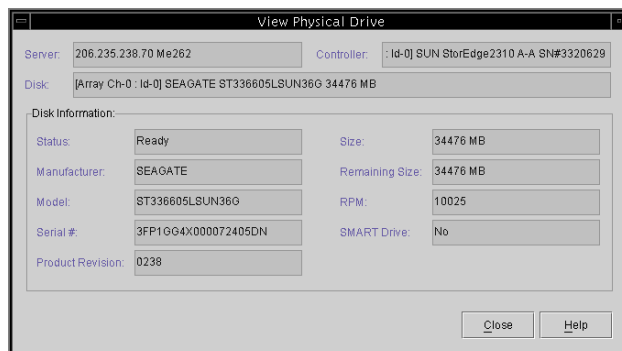 View Physical Drive
Server: 206.235.238.70 Me262 Controller: : Id-0] SUN StorEdge2310 A-A SN#3320629
Disk: [Array Ch-0 : Id-0] SEAGATE ST336605LSUN36G 34476 MB
Disk Information:
Status: Ready Size: 34476 MB
Manufacturer: SEAGATE Remaining Size: 34476 MB
Model: ST336605LSUN36G RPM: 10025
Serial #: 3FP1GG4X000072405DN SMART Drive: No
Product Revision: 0238
Close Help